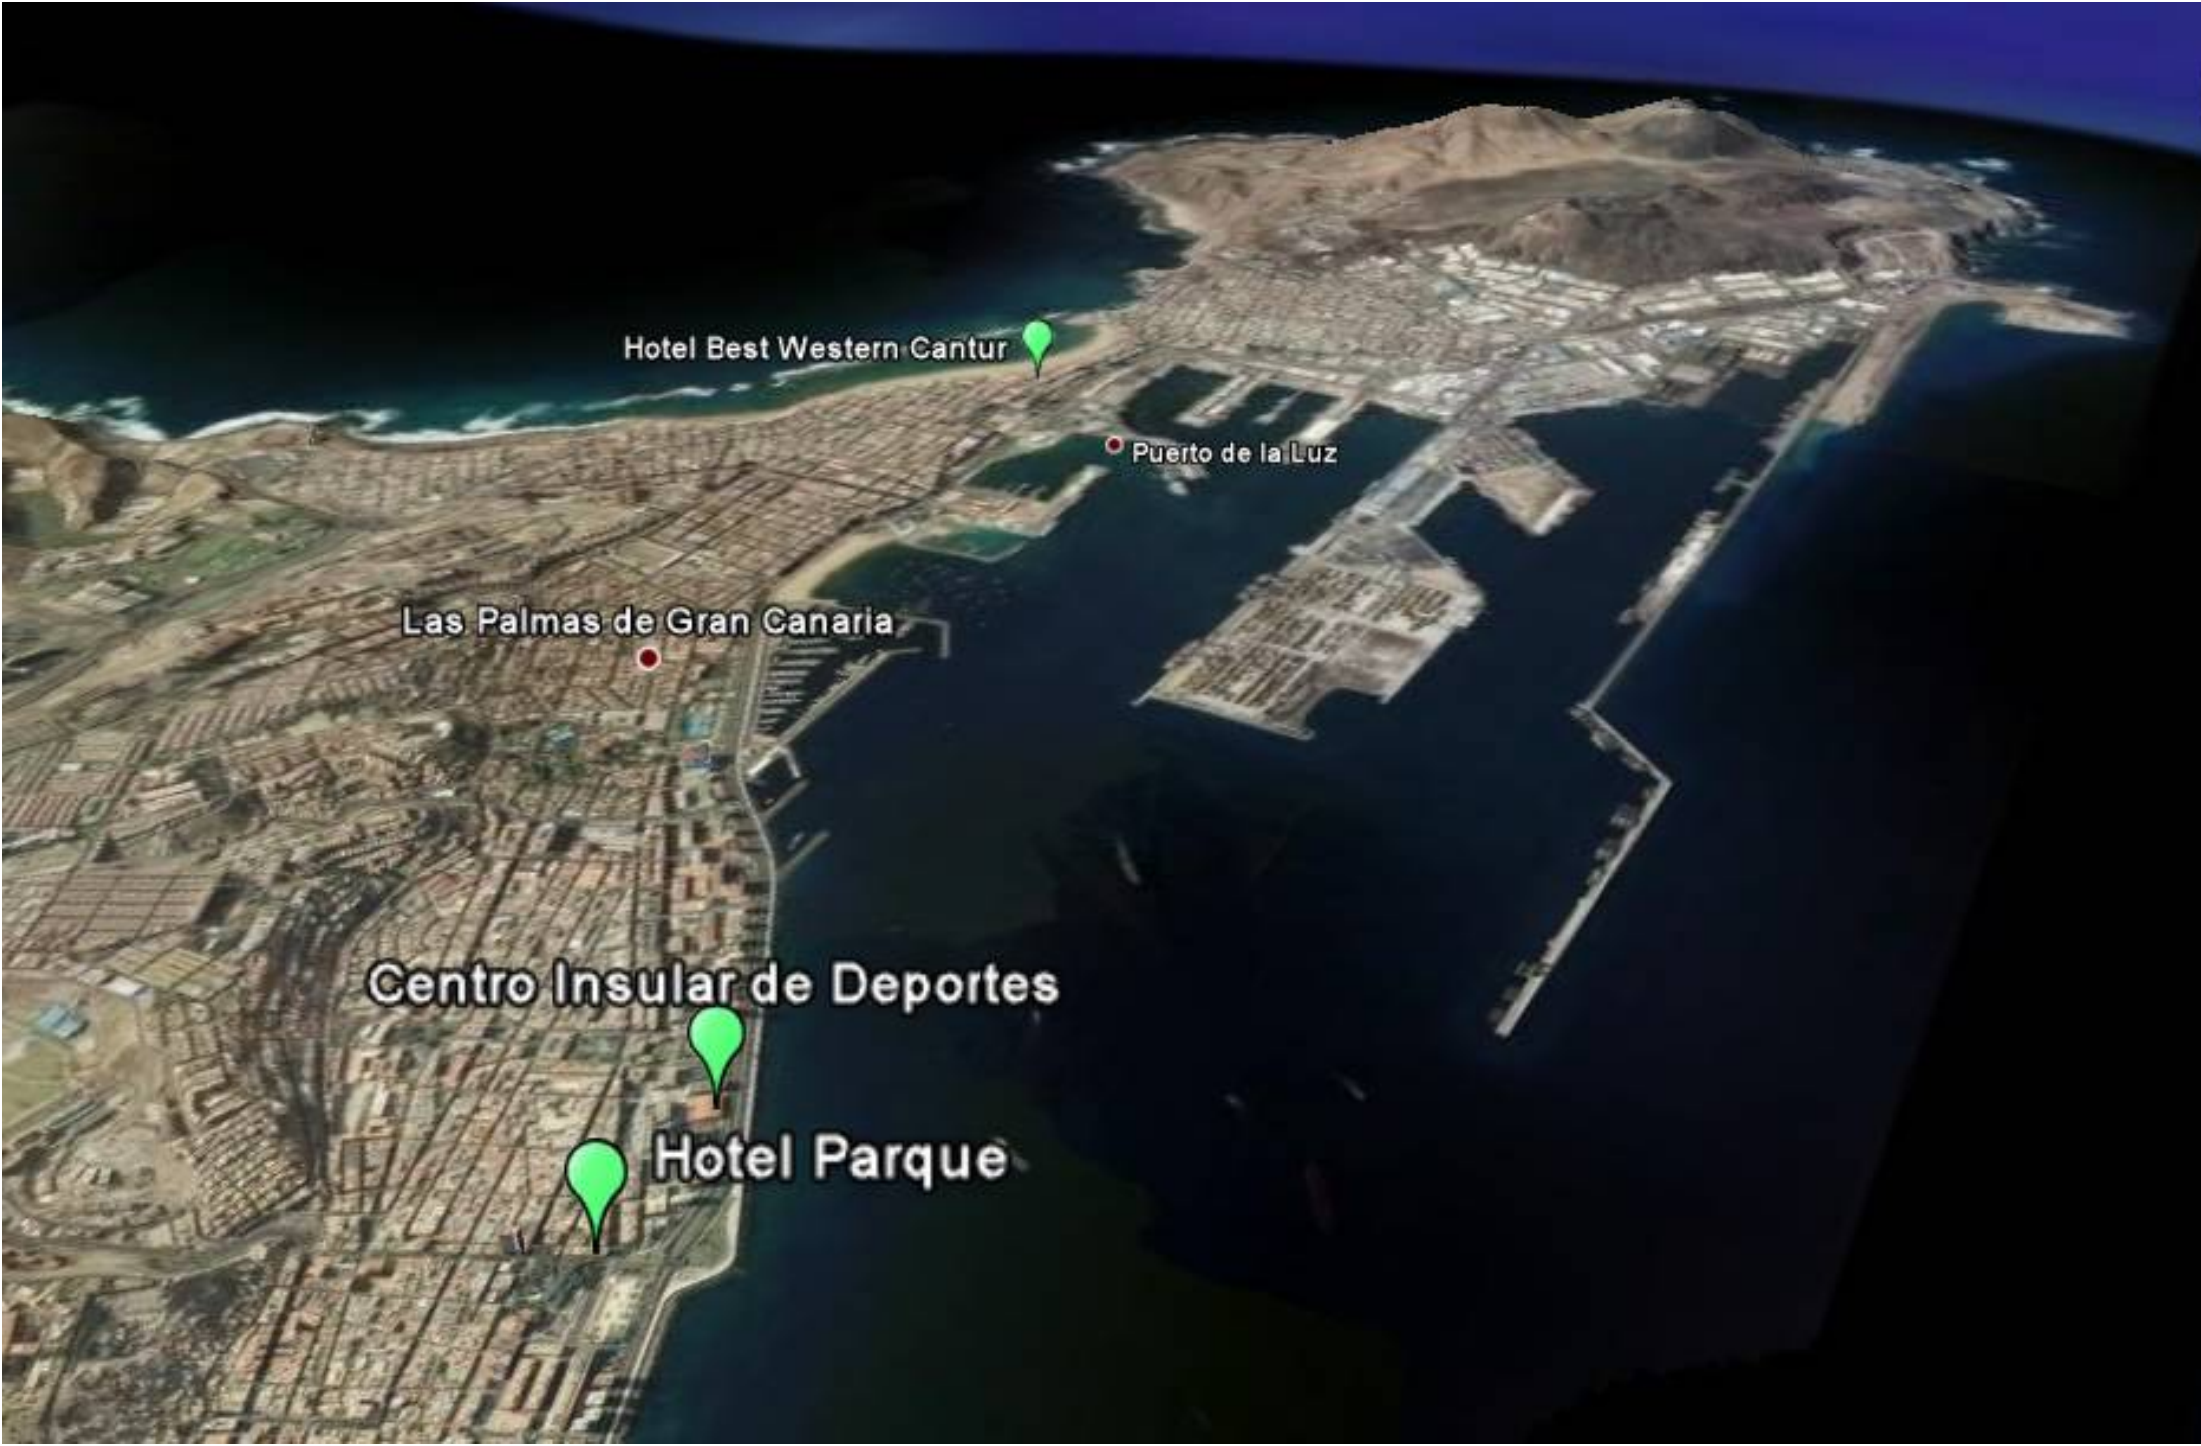 Hotel Best Western Cantur
Puerto de la Luz
Las Palmas de Gran Canaria
Centro Insular de Deportes
Hotel Parque